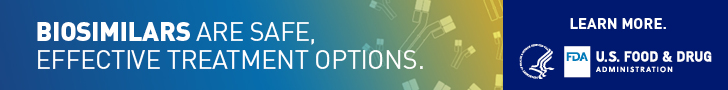 BIOSIMILARS ARE SAFE,
EFFECTIVE TREATMENT OPTIONS.
LEARN MORE.
FDA U.S. FOOD & DRUG
ADMINISTRATION